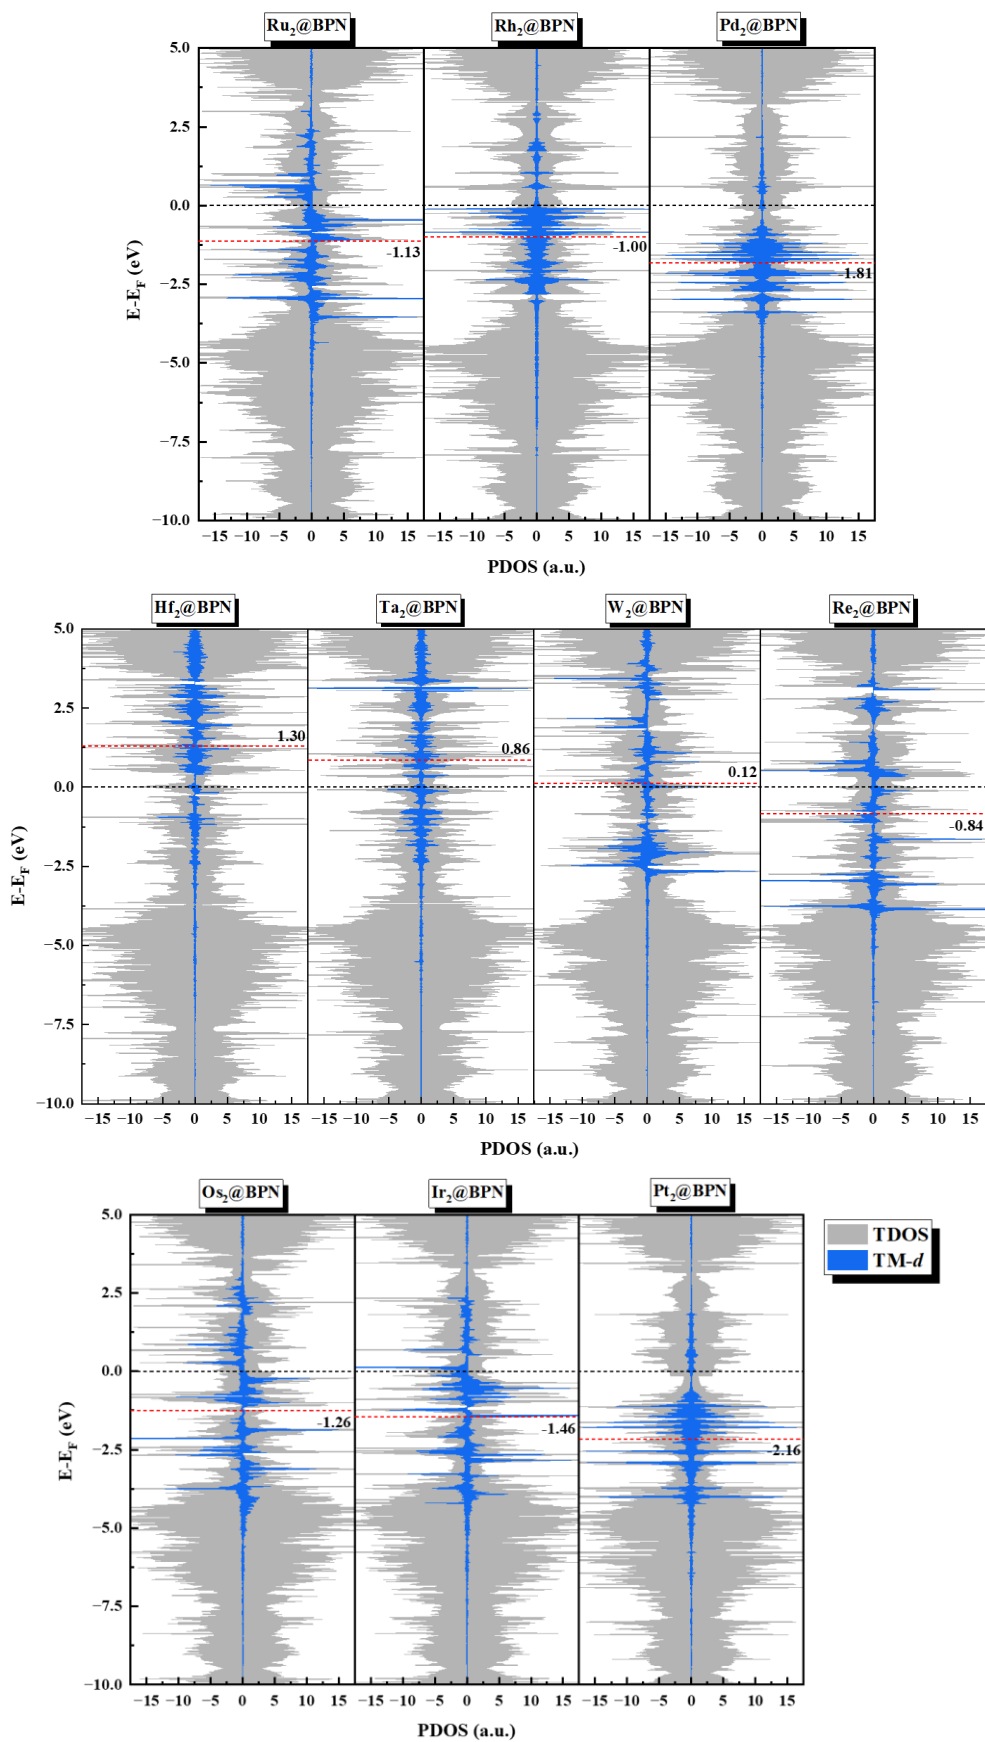 Ru₂@BPN Rh₂@BPN Pd₂@BPN
5.0
2.5
0.0
-1.13 -1.00 -1.81
−2.5
−5.0
−7.5
−10.0
E-E_F (eV)
−15 −10 −5 0 5 10 15 −15 −10 −5 0 5 10 15 −15 −10 −5 0 5 10 15
PDOS (a.u.)
Hf₂@BPN Ta₂@BPN W₂@BPN Re₂@BPN
5.0
2.5
1.30 0.86 0.12 -0.84
0.0
−2.5
−5.0
−7.5
−10.0
E-E_F (eV)
−15 −10 −5 0 5 10 15 −15 −10 −5 0 5 10 15 −15 −10 −5 0 5 10 15 −15 −10 −5 0 5 10 15
PDOS (a.u.)
Os₂@BPN Ir₂@BPN Pt₂@BPN
TDOS
TM-d
5.0
2.5
0.0
-1.26 -1.46 -2.16
−2.5
−5.0
−7.5
−10.0
E-E_F (eV)
−15 −10 −5 0 5 10 15 −15 −10 −5 0 5 10 15 −15 −10 −5 0 5 10 15
PDOS (a.u.)